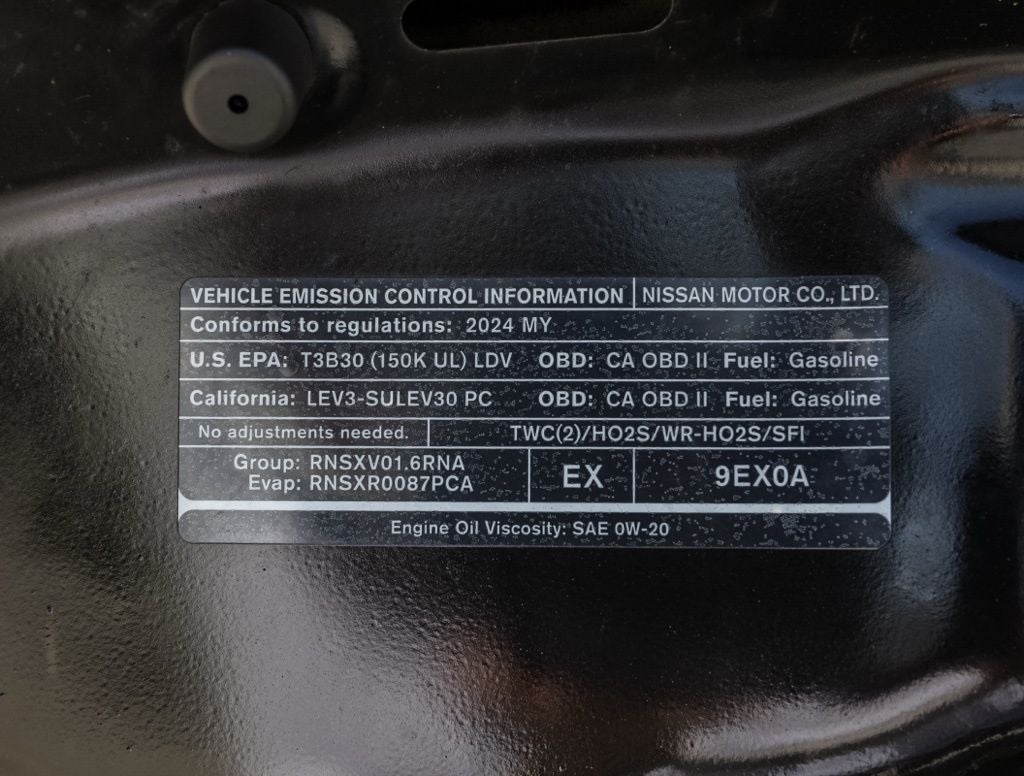 VEHICLE EMISSION CONTROL INFORMATION NISSAN MOTOR CO., LTD.
Conforms to regulations: 2024 MY
U.S. EPA: T3B30 (150K UL) LDV OBD: CA OBD II Fuel: Gasoline
California: LEV3-SULEV30 PC OBD: CA OBD II Fuel: Gasoline
No adjustments needed. TWC(2)/HO2S/WR-HO2S/SFI
Group: RNSXV01.6RNA
Evap: RNSXR0087PCA
EX 9EX0A
Engine Oil Viscosity: SAE 0W-20